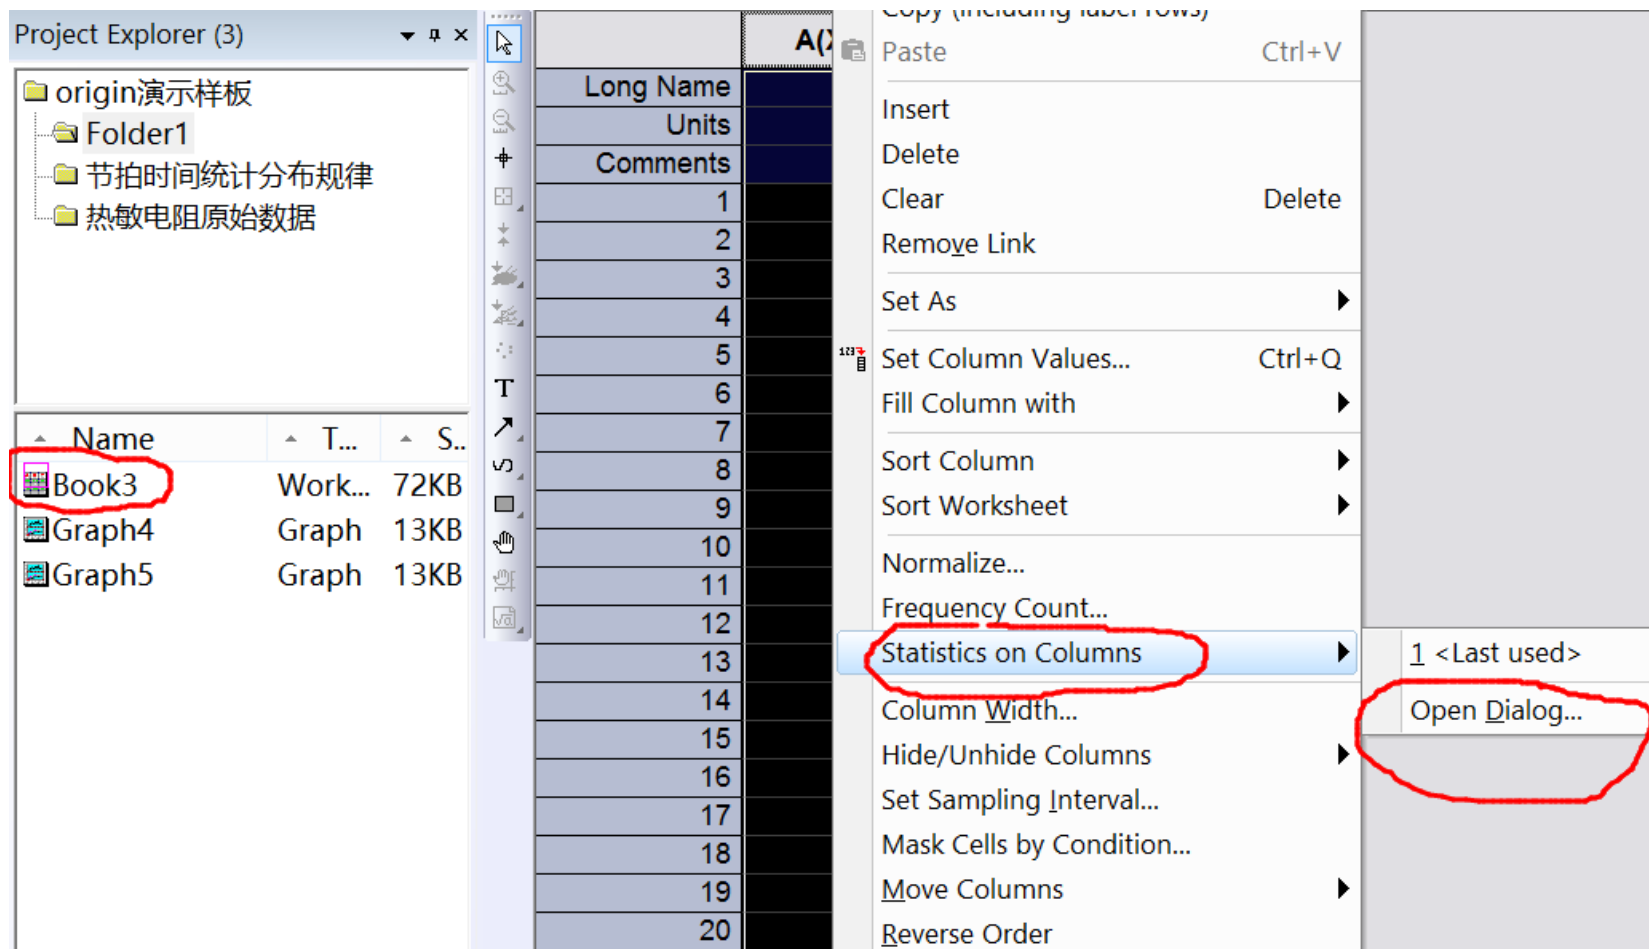 Project Explorer (3)
origin演示样板
Folder1
节拍时间统计分布规律
热敏电阻原始数据
Name T... S..
Book3 Work... 72KB
Graph4 Graph 13KB
Graph5 Graph 13KB
T
A(X
Long Name
Units
Comments
1
2
3
4
5
6
7
8
9
10
11
12
13
14
15
16
17
18
19
20
Copy (including label rows)
Paste Ctrl+V
Insert
Delete
Clear Delete
Remove Link
Set As
123 Set Column Values... Ctrl+Q
Fill Column with
Sort Column
Sort Worksheet
Normalize...
Frequency Count...
Statistics on Columns
Column Width...
Hide/Unhide Columns
Set Sampling Interval...
Mask Cells by Condition...
Move Columns
Reverse Order
1 <Last used>
Open Dialog...